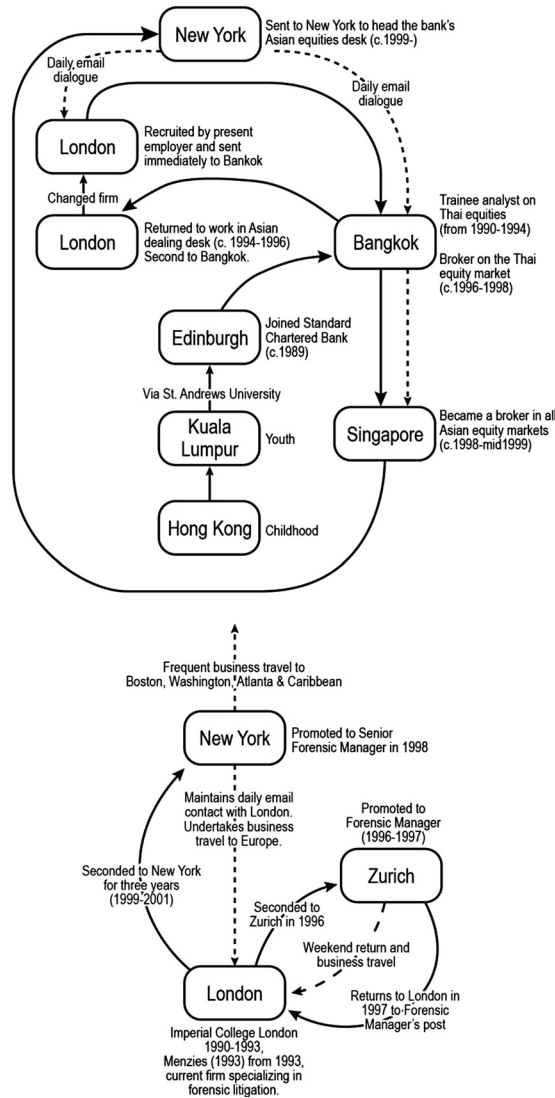 New York
Sent to New York to head the bank's
Asian equities desk (c.1999-)
Daily email
dialogue
Daily email
dialogue
London
Recruited by present
employer and sent
immediately to Bankok
Changed firm
London
Returned to work in Asian
dealing desk (c. 1994-1996)
Second to Bangkok.
Bangkok
Trainee analyst on
Thai equities
(from 1990-1994)
Broker on the Thai
equity market
(c.1996-1998)
Edinburgh
Joined Standard
Chartered Bank
(c.1989)
Via St. Andrews University
Kuala
Lumpur
Youth
Singapore
Became a broker in all
Asian equity markets
(c.1998-mid1999)
Hong Kong
Childhood
Frequent business travel to
Boston, Washington, Atlanta & Caribbean
New York
Promoted to Senior
Forensic Manager in 1998
Maintains daily email
contact with London.
Undertakes business
travel to Europe.
Promoted to
Forensic Manager
(1996-1997)
Zurich
Seconded to New York
for three years
(1999-2001)
Seconded to
Zurich in 1996
Weekend return and
business travel
London
Returns to London in
1997 to Forensic
Manager's post
Imperial College London
1990-1993,
Menzies (1993) from 1993,
current firm specializing in
forensic litigation.